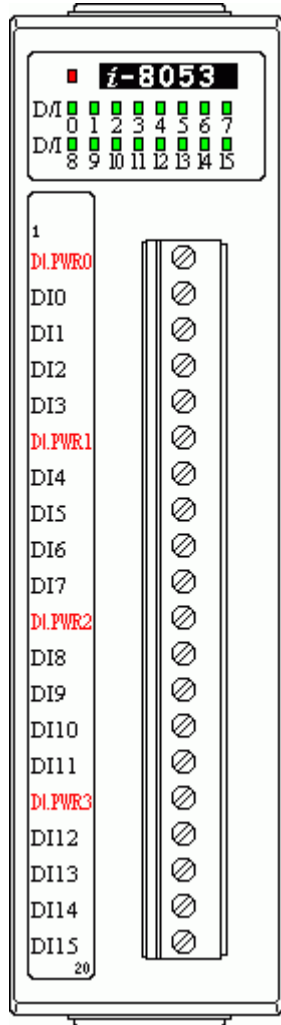 i-8053
D/I
0 1 2 3 4 5 6 7
D/I
8 9 10 11 12 13 14 15
1
DI.PWR0
DI0
DI1
DI2
DI3
DI.PWR1
DI4
DI5
DI6
DI7
DI.PWR2
DI8
DI9
DI10
DI11
DI.PWR3
DI12
DI13
DI14
DI15
20